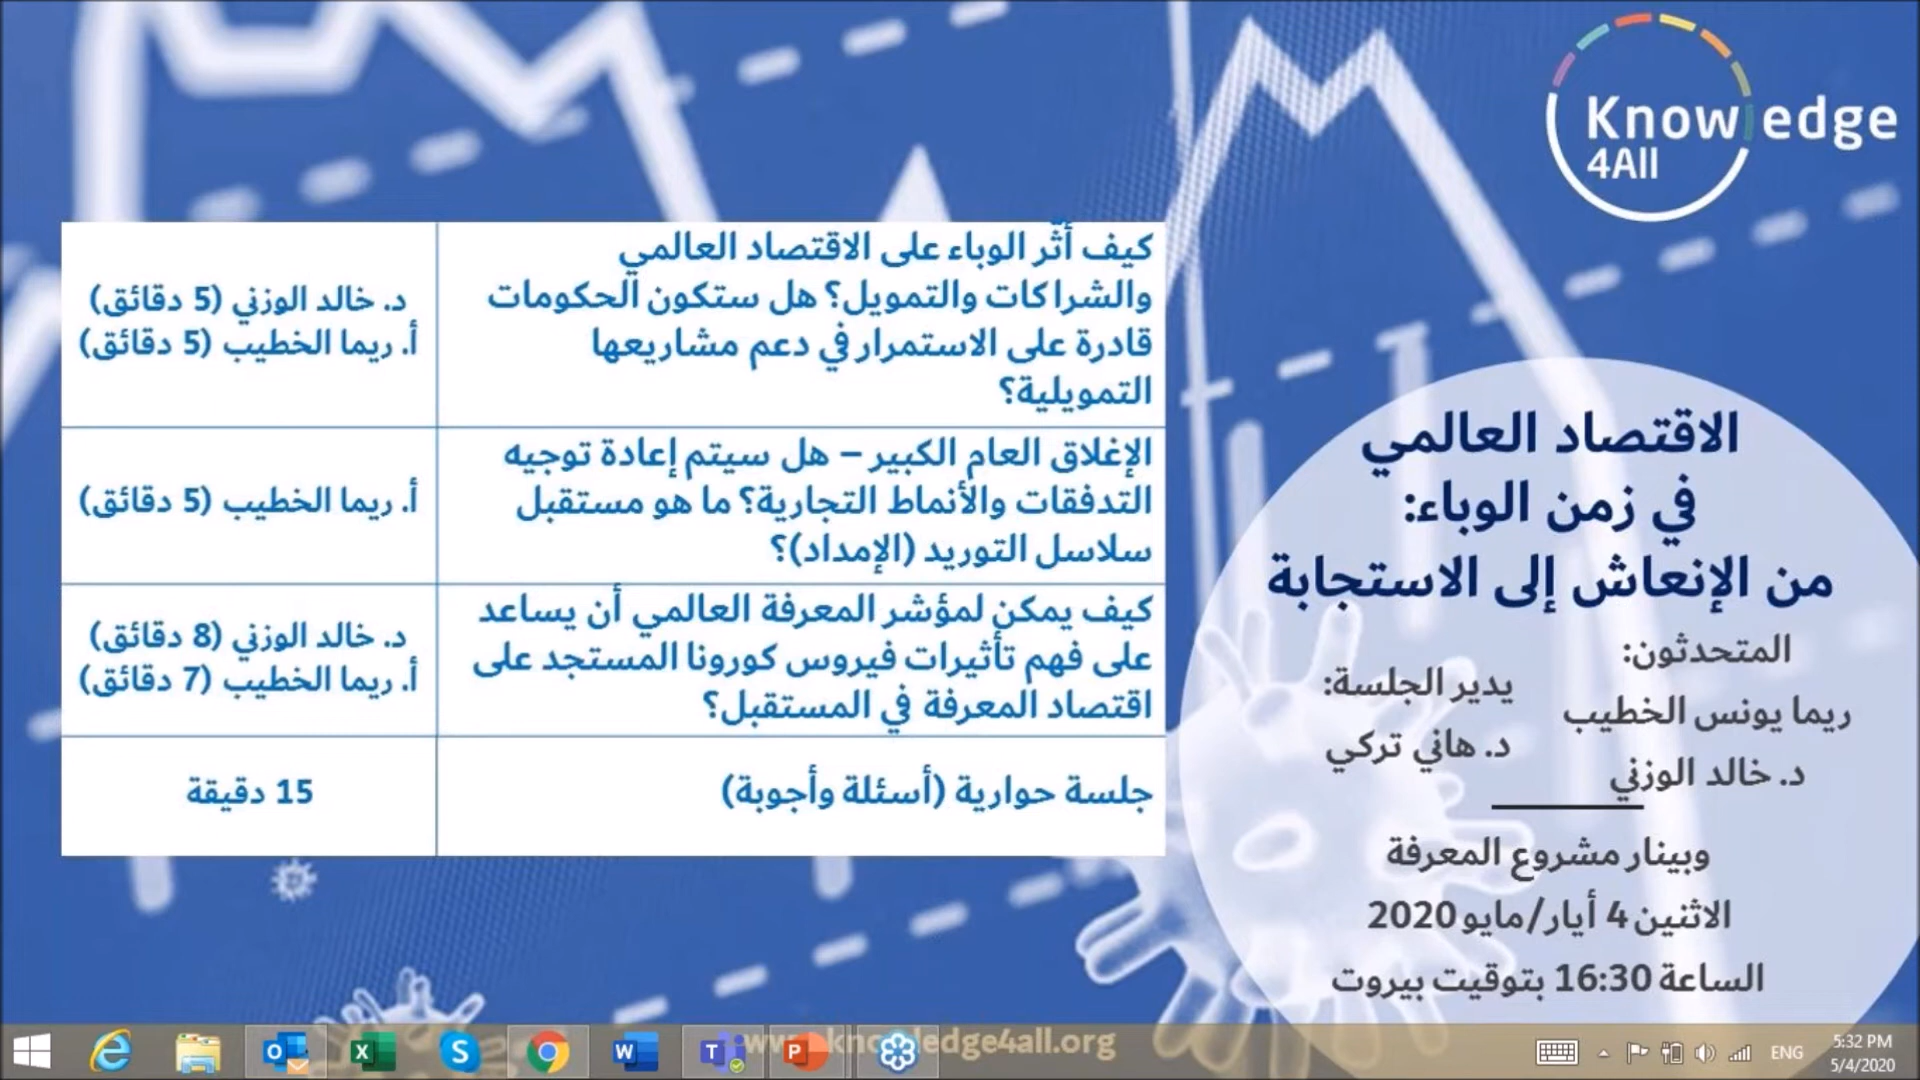 Knowledge
4All
كيف أثّر الوباء على الاقتصاد العالمي
والشراكات والتمويل؟ هل ستكون الحكومات
قادرة على الاستمرار في دعم مشاريعها
التمويلية؟
د. خالد الوزني (5 دقائق)
أ. ريما الخطيب (5 دقائق)
الإغلاق العام الكبير – هل سيتم إعادة توجيه
التدفقات والأنماط التجارية؟ ما هو مستقبل
سلاسل التوريد (الإمداد)؟
أ. ريما الخطيب (5 دقائق)
كيف يمكن لمؤشر المعرفة العالمي أن يساعد
على فهم تأثيرات فيروس كورونا المستجد على
اقتصاد المعرفة في المستقبل؟
د. خالد الوزني (8 دقائق)
أ. ريما الخطيب (7 دقائق)
جلسة حوارية (أسئلة وأجوبة)
15 دقيقة
الاقتصاد العالمي
في زمن الوباء:
من الإنعاش إلى الاستجابة
المتحدثون:
ريما يونس الخطيب
د. خالد الوزني
يدير الجلسة:
د. هاني تركي
وبينار مشروع المعرفة
الاثنين 4 أيار/مايو 2020
الساعة 16:30 بتوقيت بيروت
www.knowledge4all.org
ENG
5:32 PM
5/4/2020